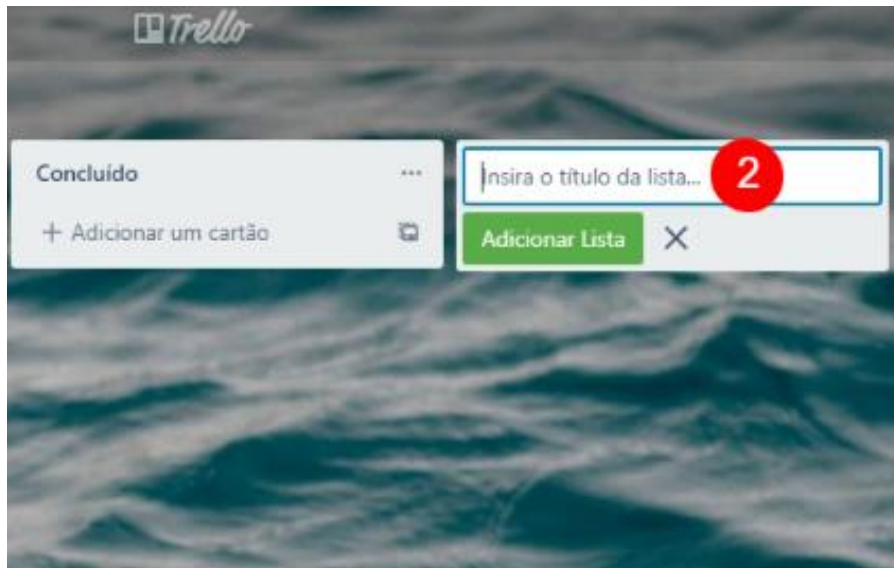 Trello
Concluído
...
+ Adicionar um cartão
Insira o título da lista...
2
Adicionar Lista